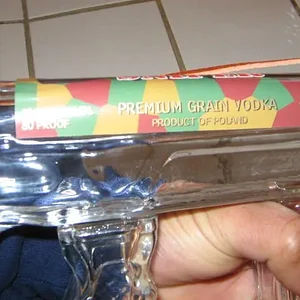 PREMIUM GRAIN VODKA
80 PROOF
PRODUCT OF POLAND